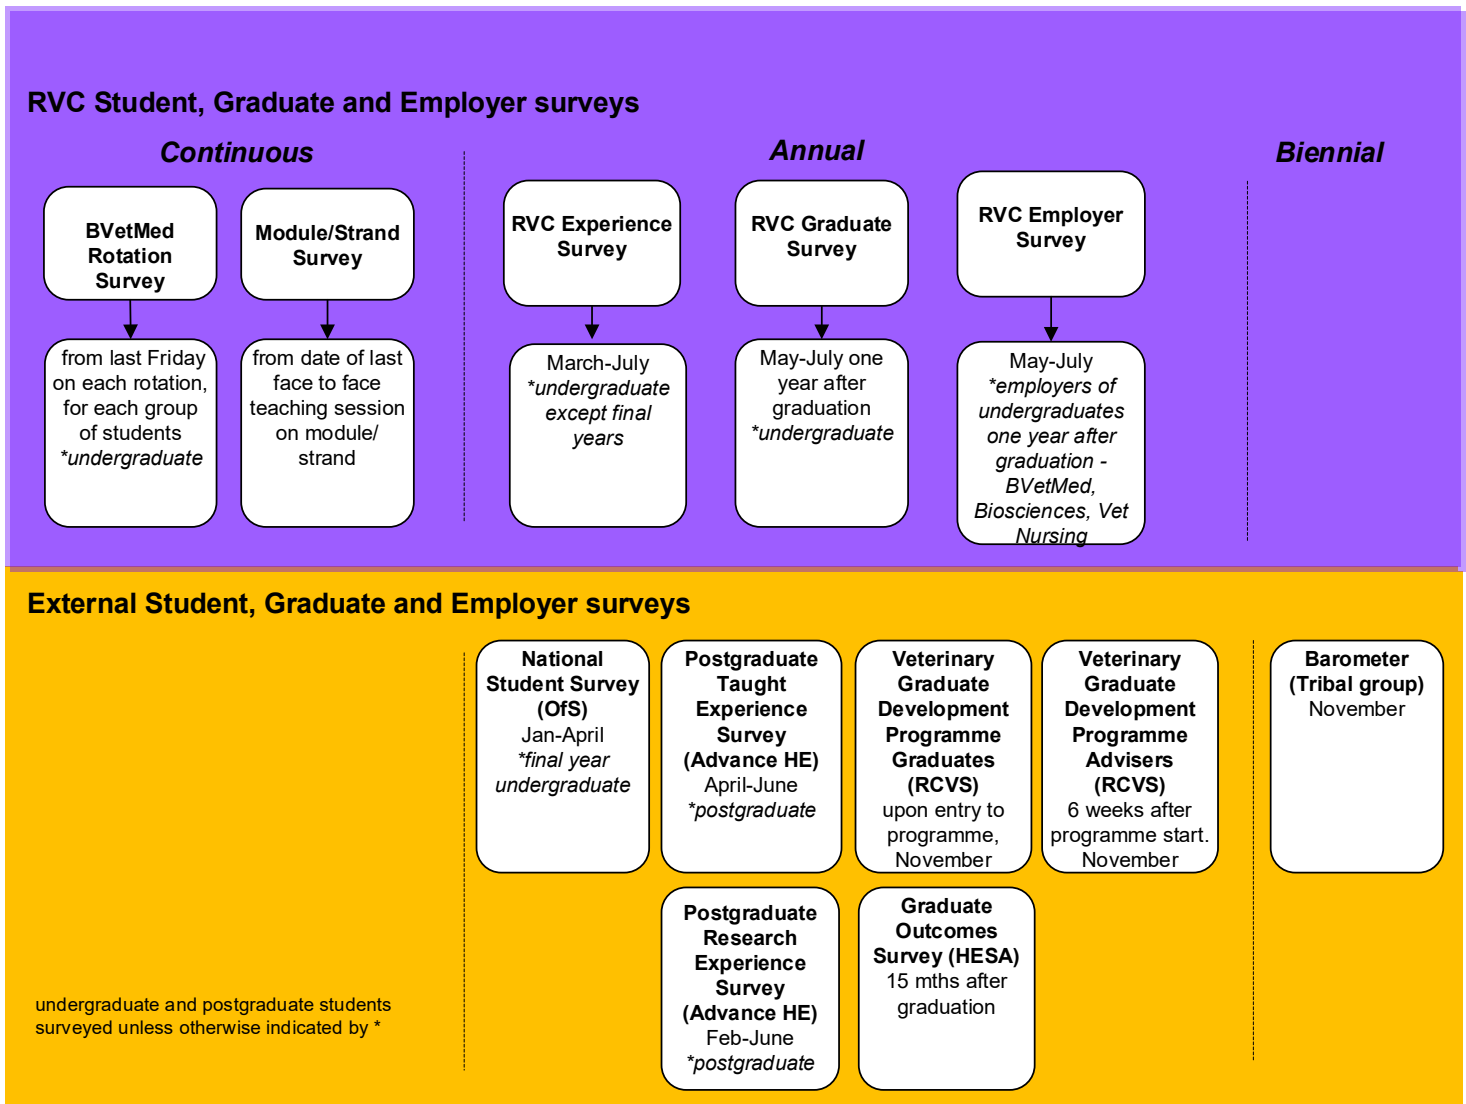 RVC Student, Graduate and Employer surveys
Continuous
Annual
Biennial
BVetMed
Rotation
Survey
Module/Strand
Survey
RVC Experience
Survey
RVC Graduate
Survey
RVC Employer
Survey
from last Friday
on each rotation,
for each group
of students
*undergraduate
from date of last
face to face
teaching session
on module/
strand
March-July
*undergraduate
except final
years
May-July one
year after
graduation
*undergraduate
May-July
*employers of
undergraduates
one year after
graduation -
BVetMed,
Biosciences, Vet
Nursing
External Student, Graduate and Employer surveys
National
Student Survey
(OfS)
Jan-April
*final year
undergraduate
Postgraduate
Taught
Experience
Survey
(Advance HE)
April-June
*postgraduate
Veterinary
Graduate
Development
Programme
Graduates
(RCVS)
upon entry to
programme,
November
Veterinary
Graduate
Development
Programme
Advisers
(RCVS)
6 weeks after
programme start.
November
Barometer
(Tribal group)
November
Postgraduate
Research
Experience
Survey
(Advance HE)
Feb-June
*postgraduate
Graduate
Outcomes
Survey (HESA)
15 mths after
graduation
undergraduate and postgraduate students
surveyed unless otherwise indicated by *